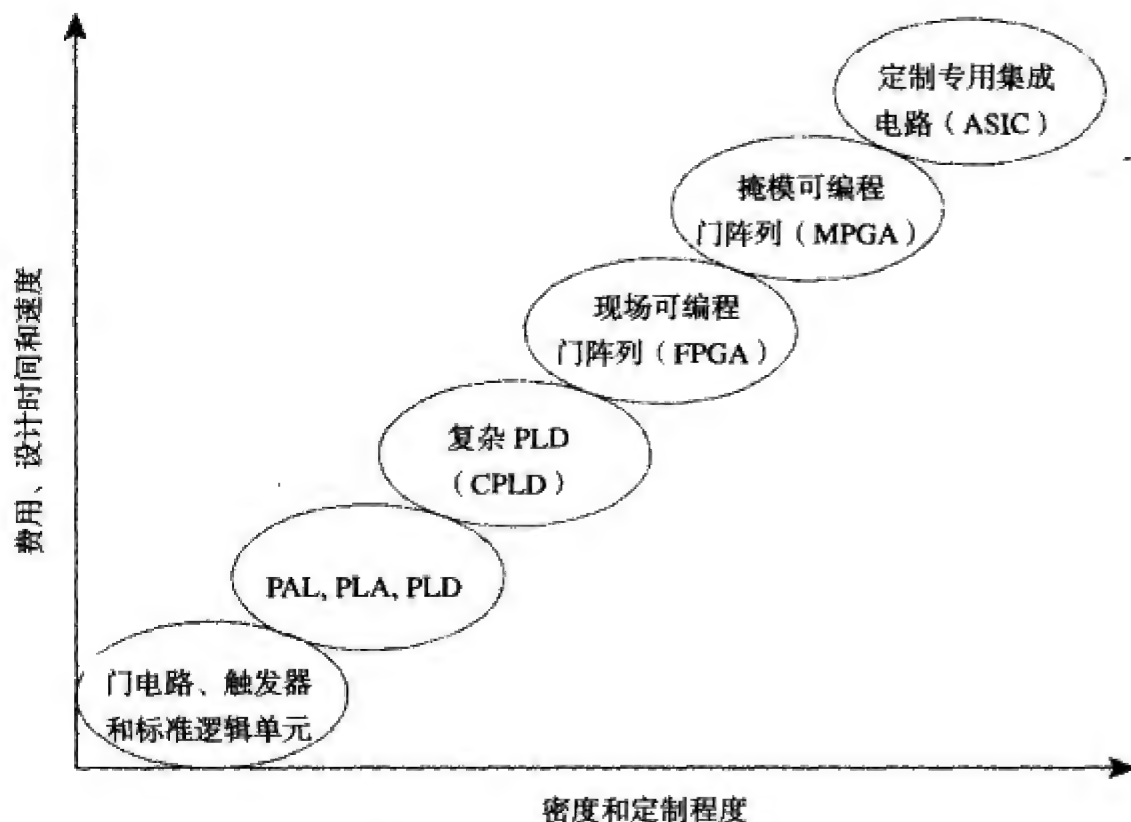 定制专用集成
电路（ASIC）
掩模可编程
门阵列（MPGA）
现场可编程
门阵列（FPGA）
复杂 PLD
（CPLD）
PAL, PLA, PLD
门电路、触发器
和标准逻辑单元
费用、设计时间和速度
密度和定制程度